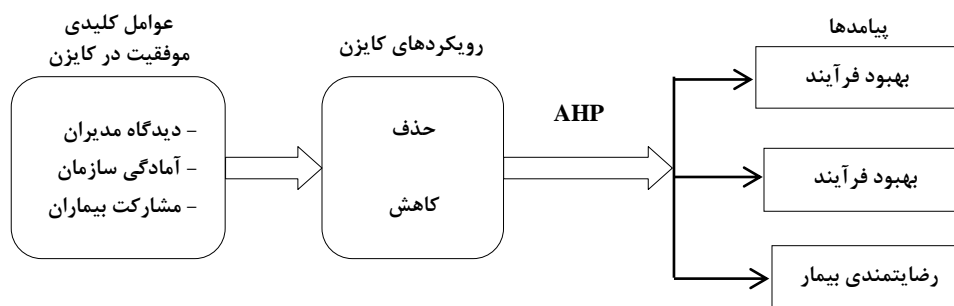 عوامل کلیدی
موفقیت در کایزن
– دیدگاه مدیران
– آمادگی سازمان
– مشارکت بیماران
رویکردهای کایزن
حذف
کاهش
AHP
پیامدها
بهبود فرآیند
بهبود فرآیند
رضایتمندی بیمار